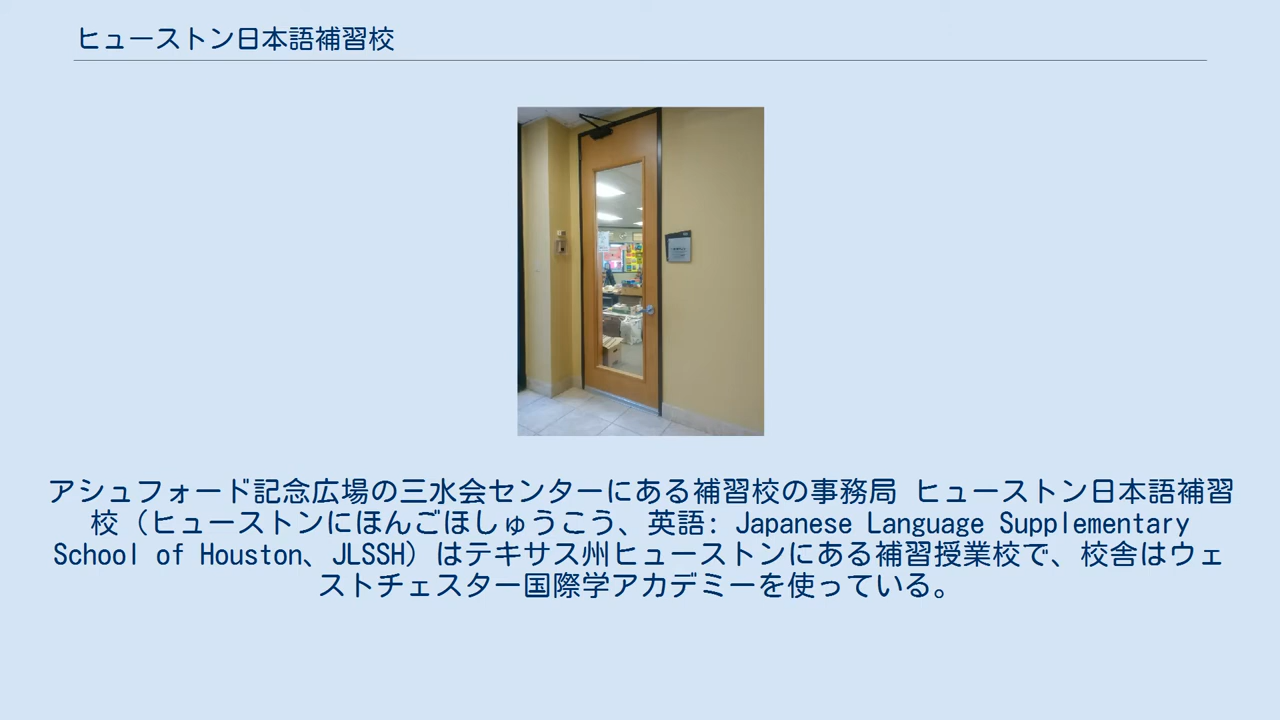 ヒューストン日本語補習校
アシュフォード記念広場の三水会センターにある補習校の事務局 ヒューストン日本語補習
校（ヒューストンにほんごほしゅうこう、英語: Japanese Language Supplementary
School of Houston、JLSSH）はテキサス州ヒューストンにある補習授業校で、校舎はウェ
ストチェスター国際学アカデミーを使っている。